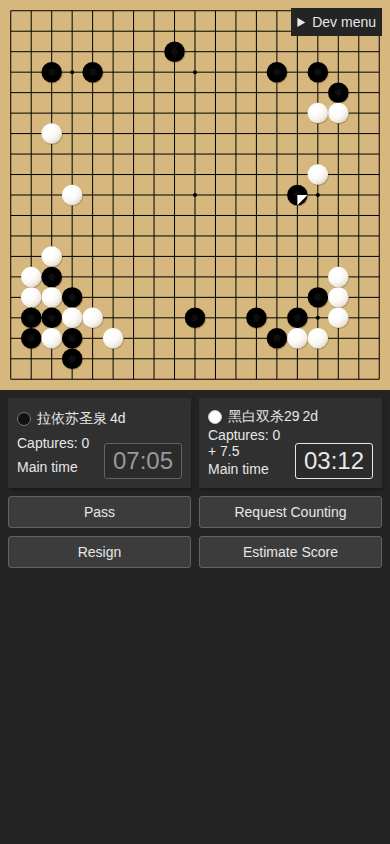 Dev menu
拉依苏圣泉 4d
Captures: 0
Main time
07:05
黑白双杀29 2d
Captures: 0
+ 7.5
Main time
03:12
Pass
Request Counting
Resign
Estimate Score